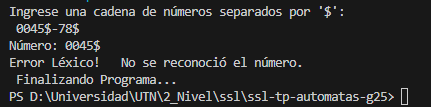 Ingrese una cadena de números separados por '$':
 0045$-78$
Número: 0045$
Error Léxico!   No se reconoció el número.
 Finalizando Programa...
PS D:\Universidad\UTN\2_Nivel\ssl\ssl-tp-automatas-g25>